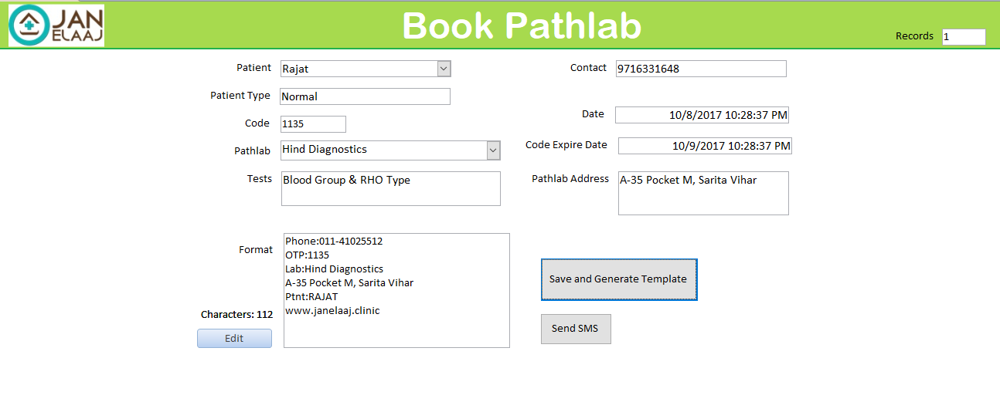 JAN
ELAAJ
Book Pathlab
Records 1
Patient Rajat
Contact 9716331648
Patient Type Normal
Date 10/8/2017 10:28:37 PM
Code 1135
Code Expire Date 10/9/2017 10:28:37 PM
Pathlab Hind Diagnostics
Tests Blood Group & RHO Type
Pathlab Address A-35 Pocket M, Sarita Vihar
Format
Phone:011-41025512
OTP:1135
Lab:Hind Diagnostics
A-35 Pocket M, Sarita Vihar
Ptnt:RAJAT
www.janelaaj.clinic
Characters: 112
Edit
Save and Generate Template
Send SMS